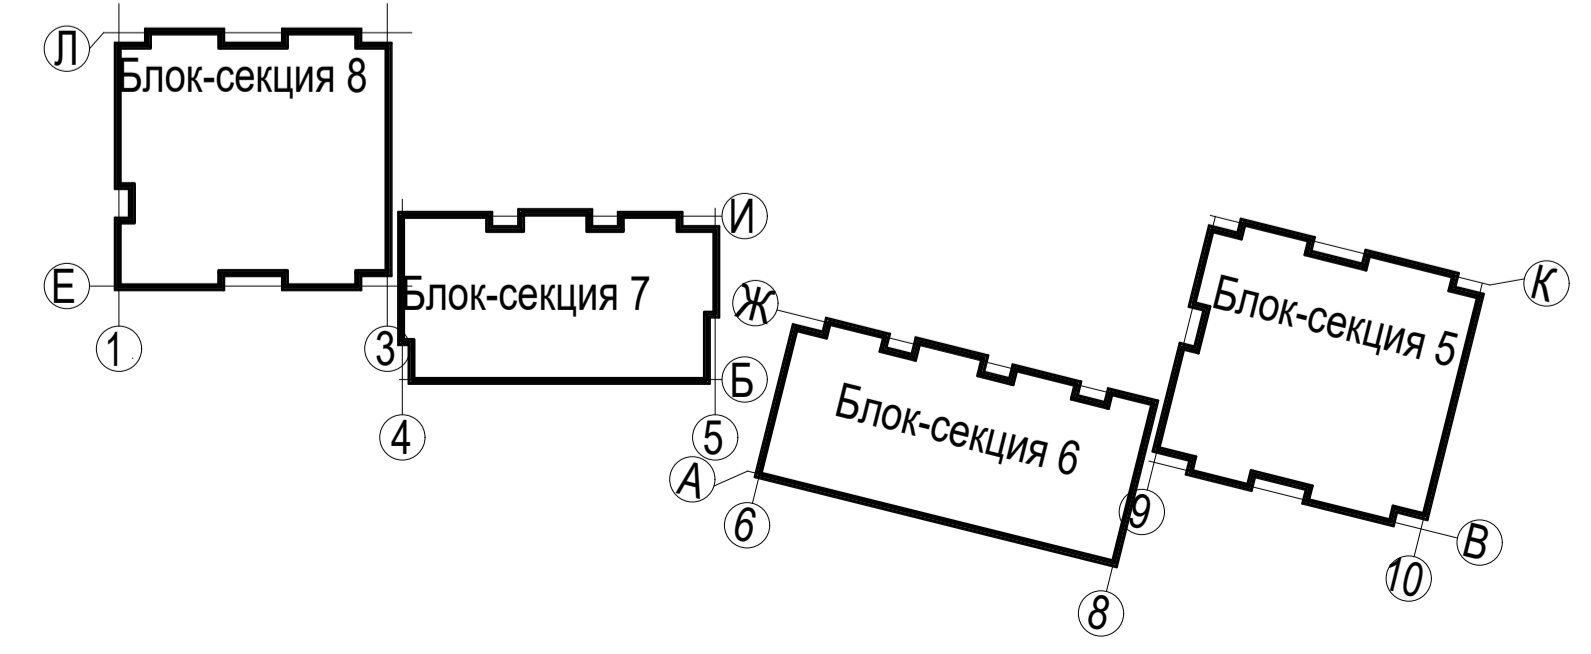 Л
Блок-секция 8
Е
1
3
И
Блок-секция 7
Б
4
5
Ж
Блок-секция 6
А
6
8
К
Блок-секция 5
9
В
10